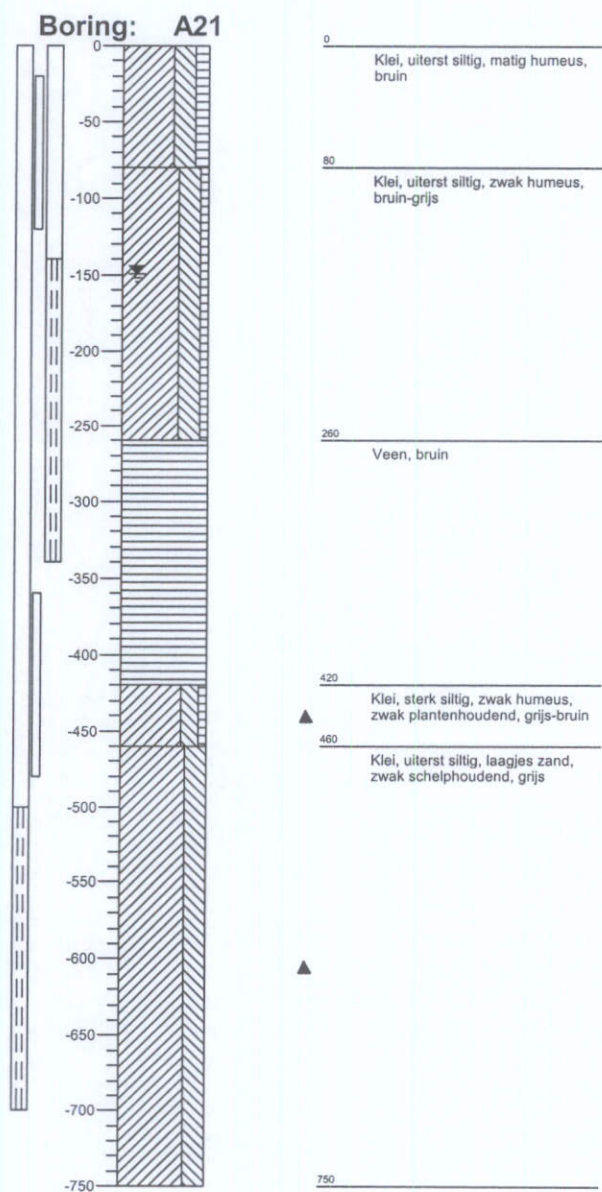 Boring: A21
0
-50
-100
-150
-200
-250
-300
-350
-400
-450
-500
-550
-600
-650
-700
-750
0
Klei, uiterst siltig, matig humeus,
bruin
80
Klei, uiterst siltig, zwak humeus,
bruin-grijs
260
Veen, bruin
420
Klei, sterk siltig, zwak humeus,
zwak plantenhoudend, grijs-bruin
460
Klei, uiterst siltig, laagjes zand,
zwak schelphoudend, grijs
750